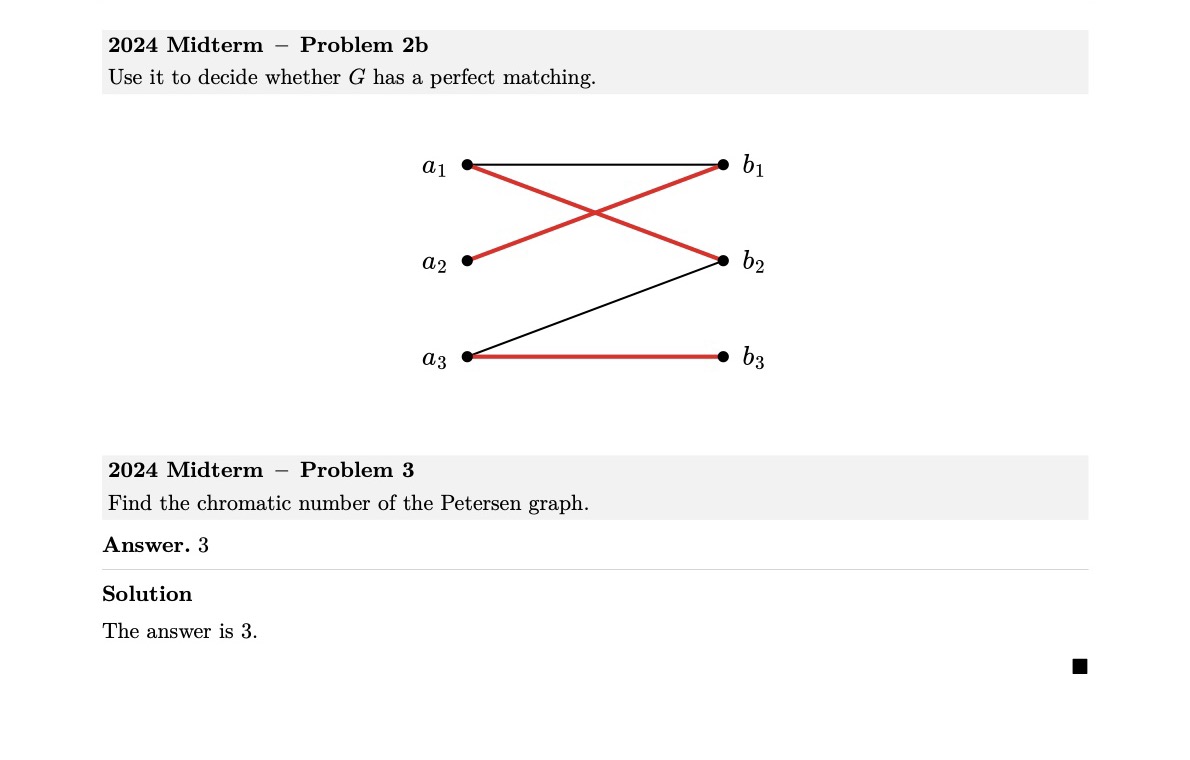 2024 Midterm – Problem 2b
Use it to decide whether G has a perfect matching.
a₁ b₁
a₂ b₂
a₃ b₃
2024 Midterm – Problem 3
Find the chromatic number of the Petersen graph.
Answer. 3
Solution
The answer is 3.